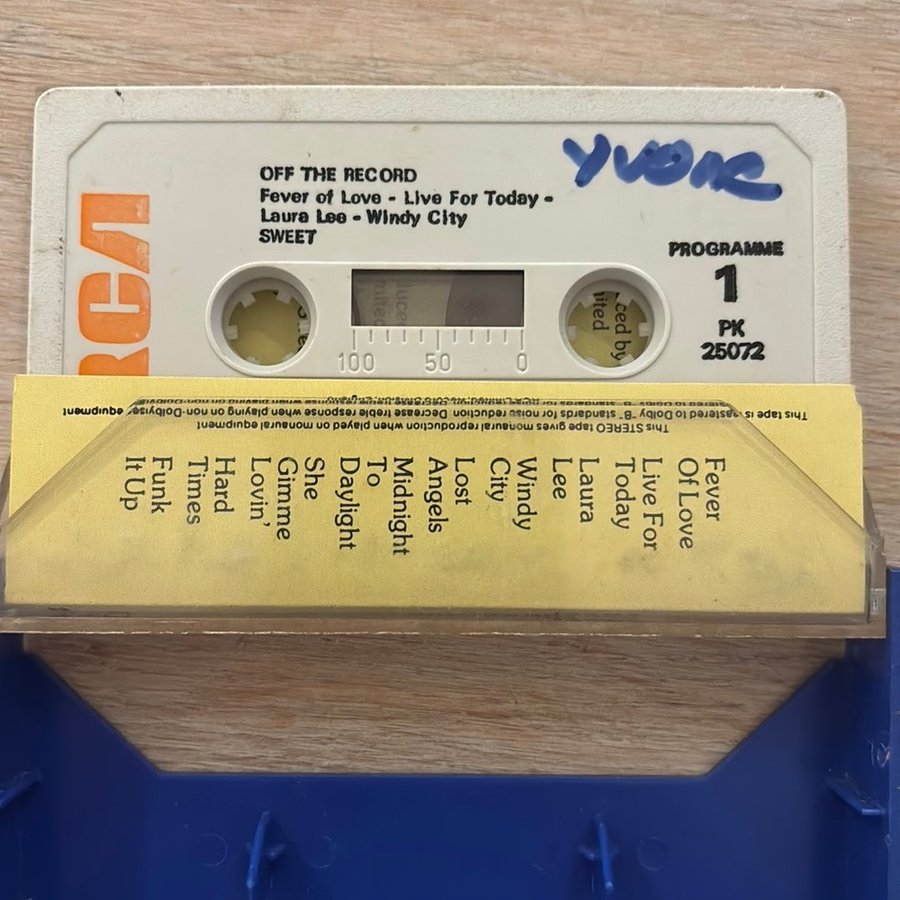 OFF THE RECORD
Fever of Love - Live For Today -
Laura Lee - Windy City
SWEET
PROGRAMME
1
PK
25072
RCA
100 50 0
This STEREO tape gives monaural reproduction when played on monaural equipment
Fever
Of Love
Live For
Today
Laura
Lee
Windy
City
Lost
Angels
Midnight
To
Daylight
She
Gimme
Lovin'
Hard
Times
Funk
It Up